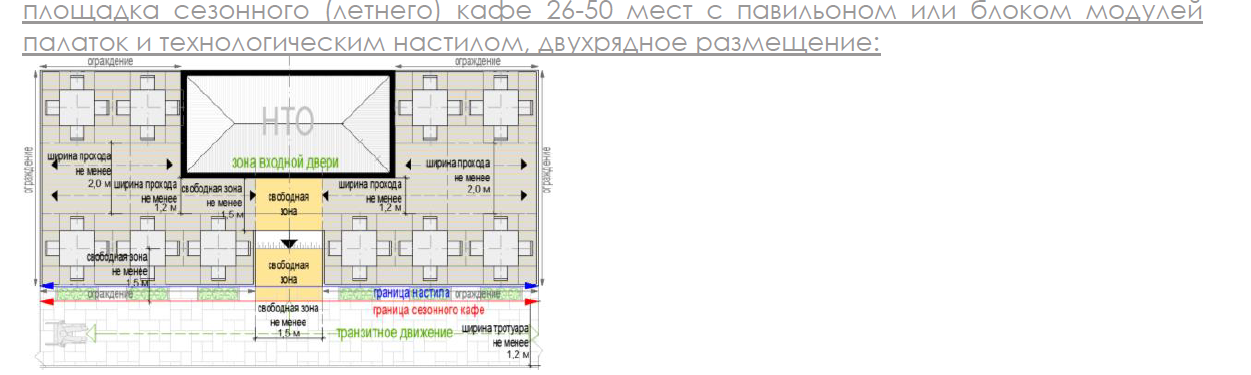 площадка сезонного (летнего) кафе 26-50 мест с павильоном или блоком модулей
палаток и технологическим настилом, двухрядное размещение:
ограждение
ограждение
ограждение
ограждение
НТО
зона входной двери
ширина прохода
не менее
2,0 м
ширина прохода
не менее
2,0 м
ширина прохода
не менее
1,2 м
свободная зона
не менее
1,5 м
свободная
зона
ширина прохода
не менее
1,2 м
свободная зона
не менее
1,5 м
свободная
зона
ограждение
граница настила
ограждение
граница сезонного кафе
свободная зона
не менее
1,5 м
транзитное движение
ширина тротуара
не менее
1,2 м